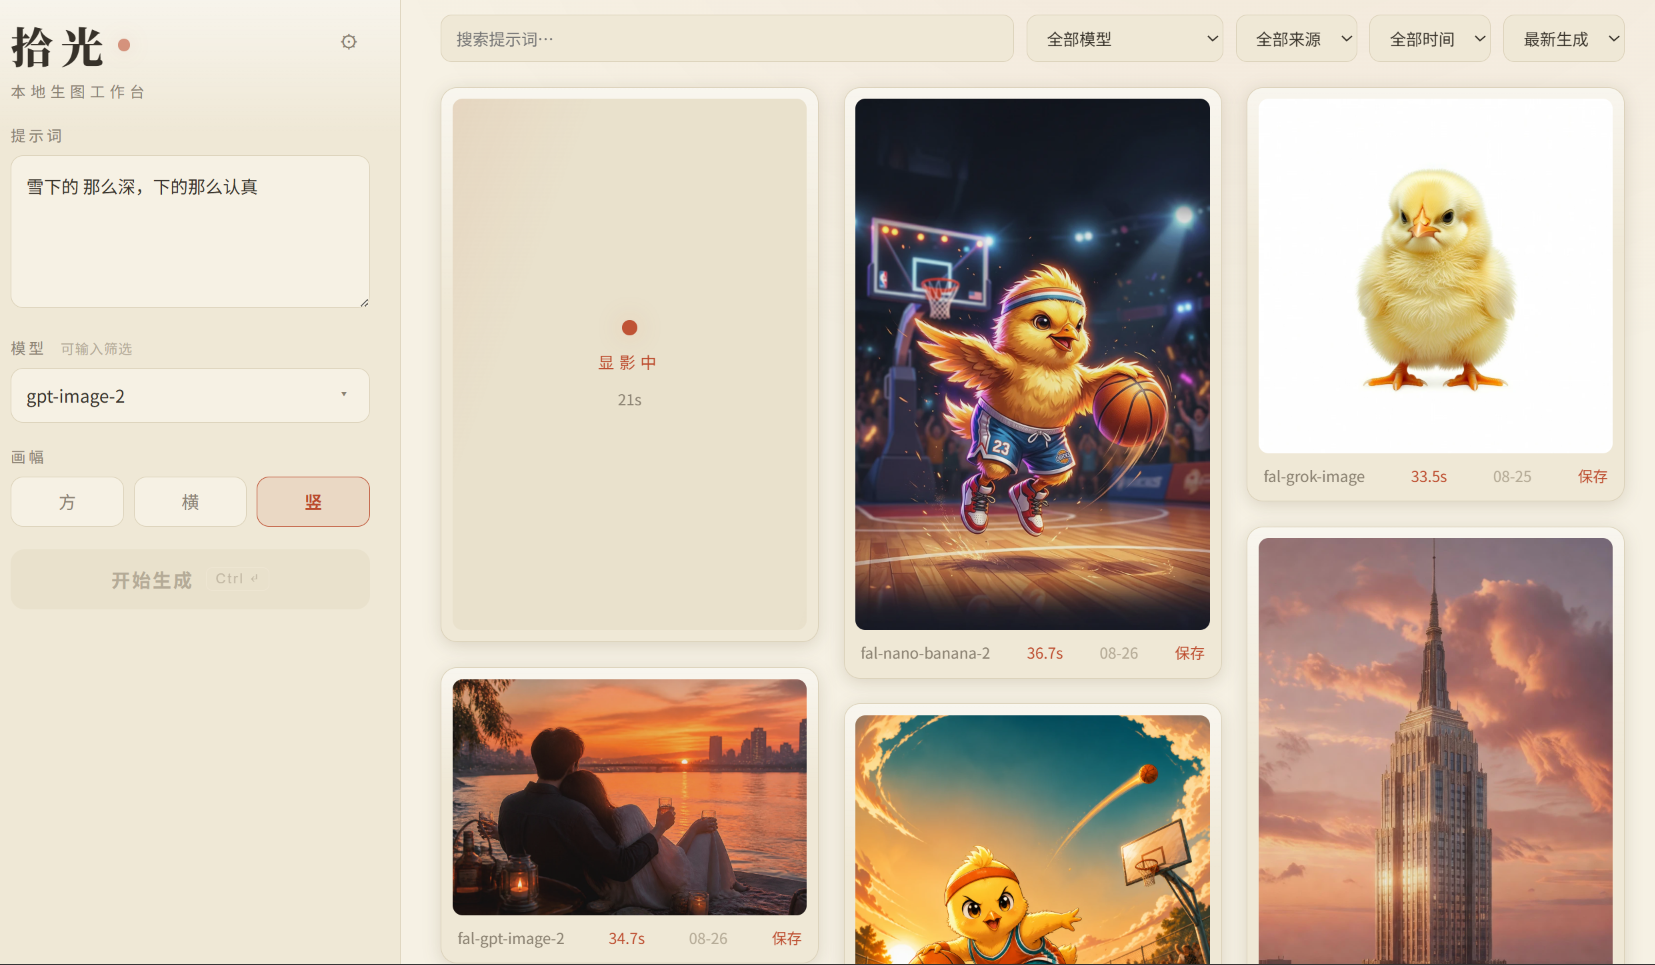 拾光
本地生图工作台
提示词
雪下的 那么深，下的那么认真
模型 可输入筛选
gpt-image-2
画幅
方 横 竖
开始生成 Ctrl ↵
搜索提示词… 全部模型 全部来源 全部时间 最新生成
显影中
21s
fal-gpt-image-2 34.7s 08-26 保存
23
fal-nano-banana-2 36.7s 08-26 保存
fal-grok-image 33.5s 08-25 保存